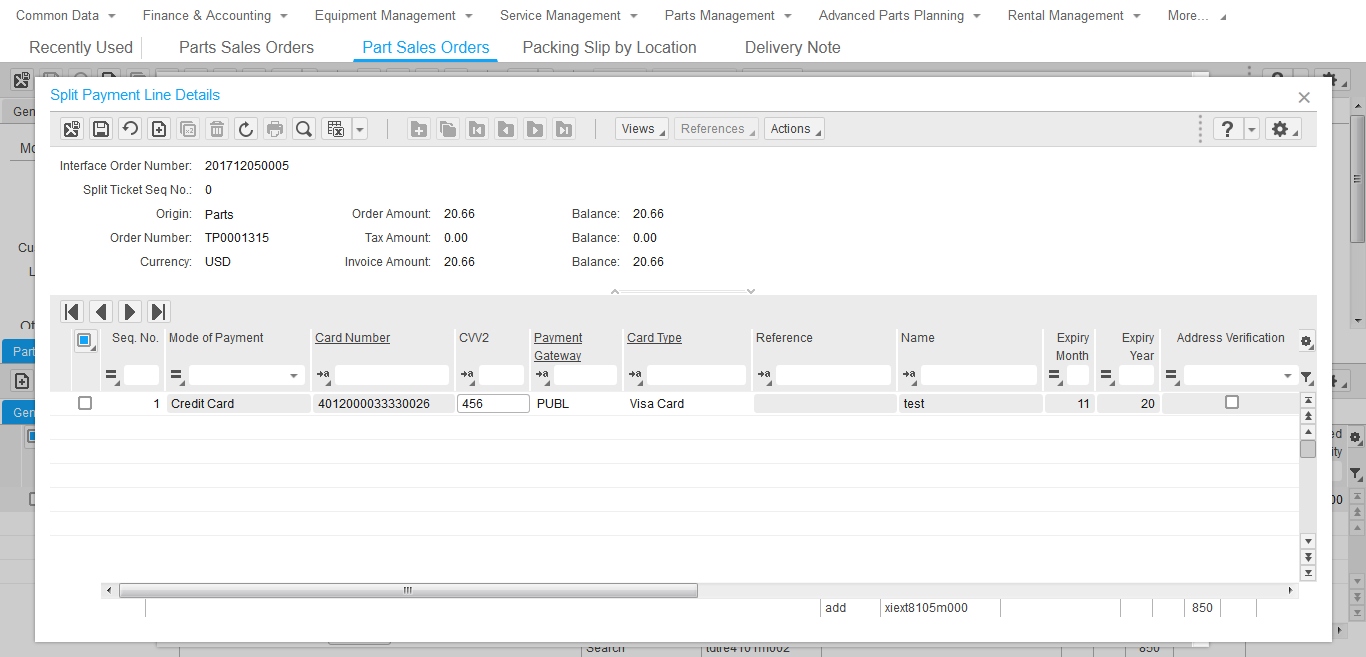 Common Data Finance & Accounting Equipment Management Service Management Parts Management Advanced Parts Planning Rental Management More...
Recently Used Parts Sales Orders Part Sales Orders Packing Slip by Location Delivery Note
Split Payment Line Details
Views References Actions
Interface Order Number: 201712050005
Split Ticket Seq No.: 0
Origin: Parts Order Amount: 20.66 Balance: 20.66
Order Number: TP0001315 Tax Amount: 0.00 Balance: 0.00
Currency: USD Invoice Amount: 20.66 Balance: 20.66
Seq. No. Mode of Payment Card Number CVV2 Payment Gateway Card Type Reference Name Expiry Month Expiry Year Address Verification
1 Credit Card 4012000033330026 456 PUBL Visa Card test 11 20
add xiext8105m000 850
Gen
Part
Gen
Search 850